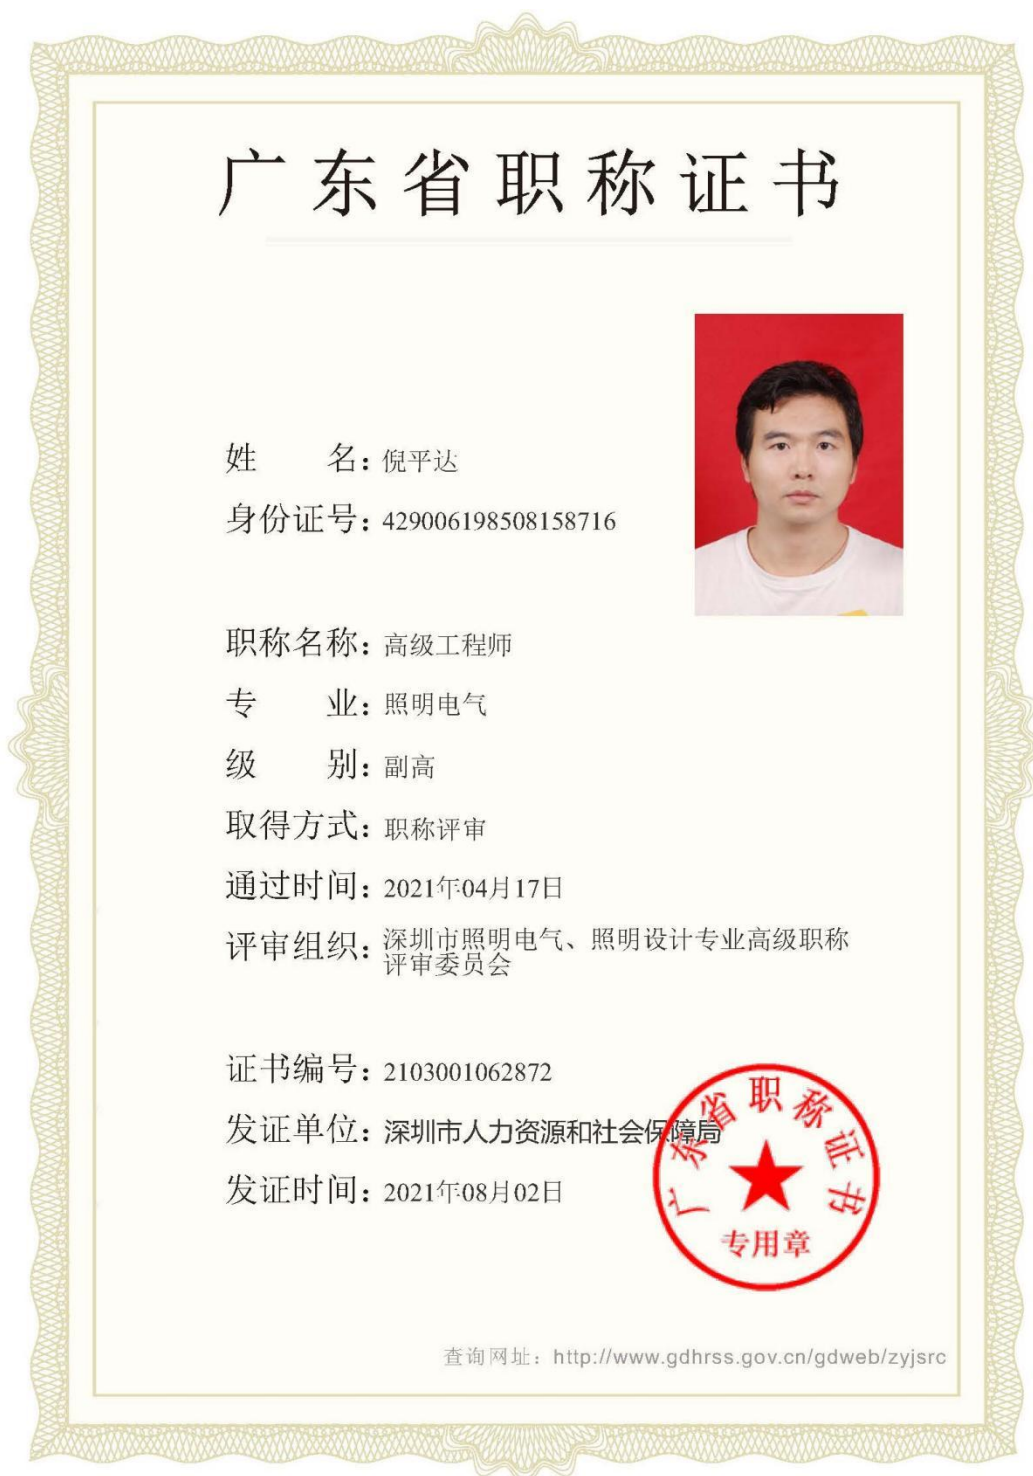 广东省职称证书
姓 名：倪平达
身份证号：429006198508158716
职称名称：高级工程师
专 业：照明电气
级 别：副高
取得方式：职称评审
通过时间：2021年04月17日
评审组织：深圳市照明电气、照明设计专业高级职称
评审委员会
证书编号：2103001062872
发证单位：深圳市人力资源和社会保障局
发证时间：2021年08月02日
广东省职称证书
专用章
查询网址：http://www.gdhrss.gov.cn/gdweb/zyjsrc